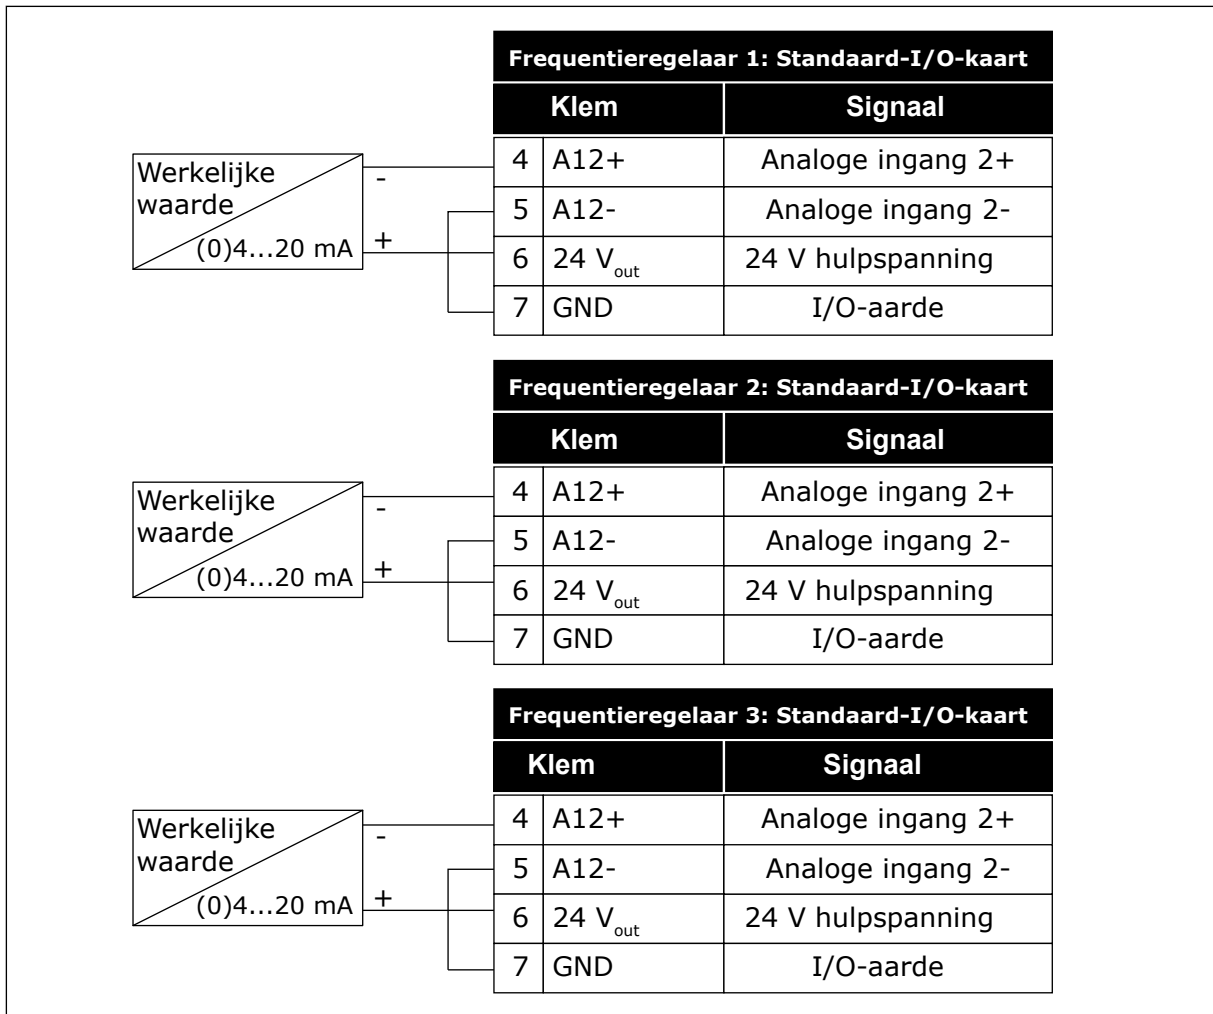 Frequentieregelaar 1: Standaard-I/O-kaart
Klem Signaal
Werkelijke
waarde
(0)4...20 mA
-
+
4 A12+ Analoge ingang 2+
5 A12- Analoge ingang 2-
6 24 Vout 24 V hulpspanning
7 GND I/O-aarde
Frequentieregelaar 2: Standaard-I/O-kaart
Klem Signaal
Werkelijke
waarde
(0)4...20 mA
-
+
4 A12+ Analoge ingang 2+
5 A12- Analoge ingang 2-
6 24 Vout 24 V hulpspanning
7 GND I/O-aarde
Frequentieregelaar 3: Standaard-I/O-kaart
Klem Signaal
Werkelijke
waarde
(0)4...20 mA
-
+
4 A12+ Analoge ingang 2+
5 A12- Analoge ingang 2-
6 24 Vout 24 V hulpspanning
7 GND I/O-aarde